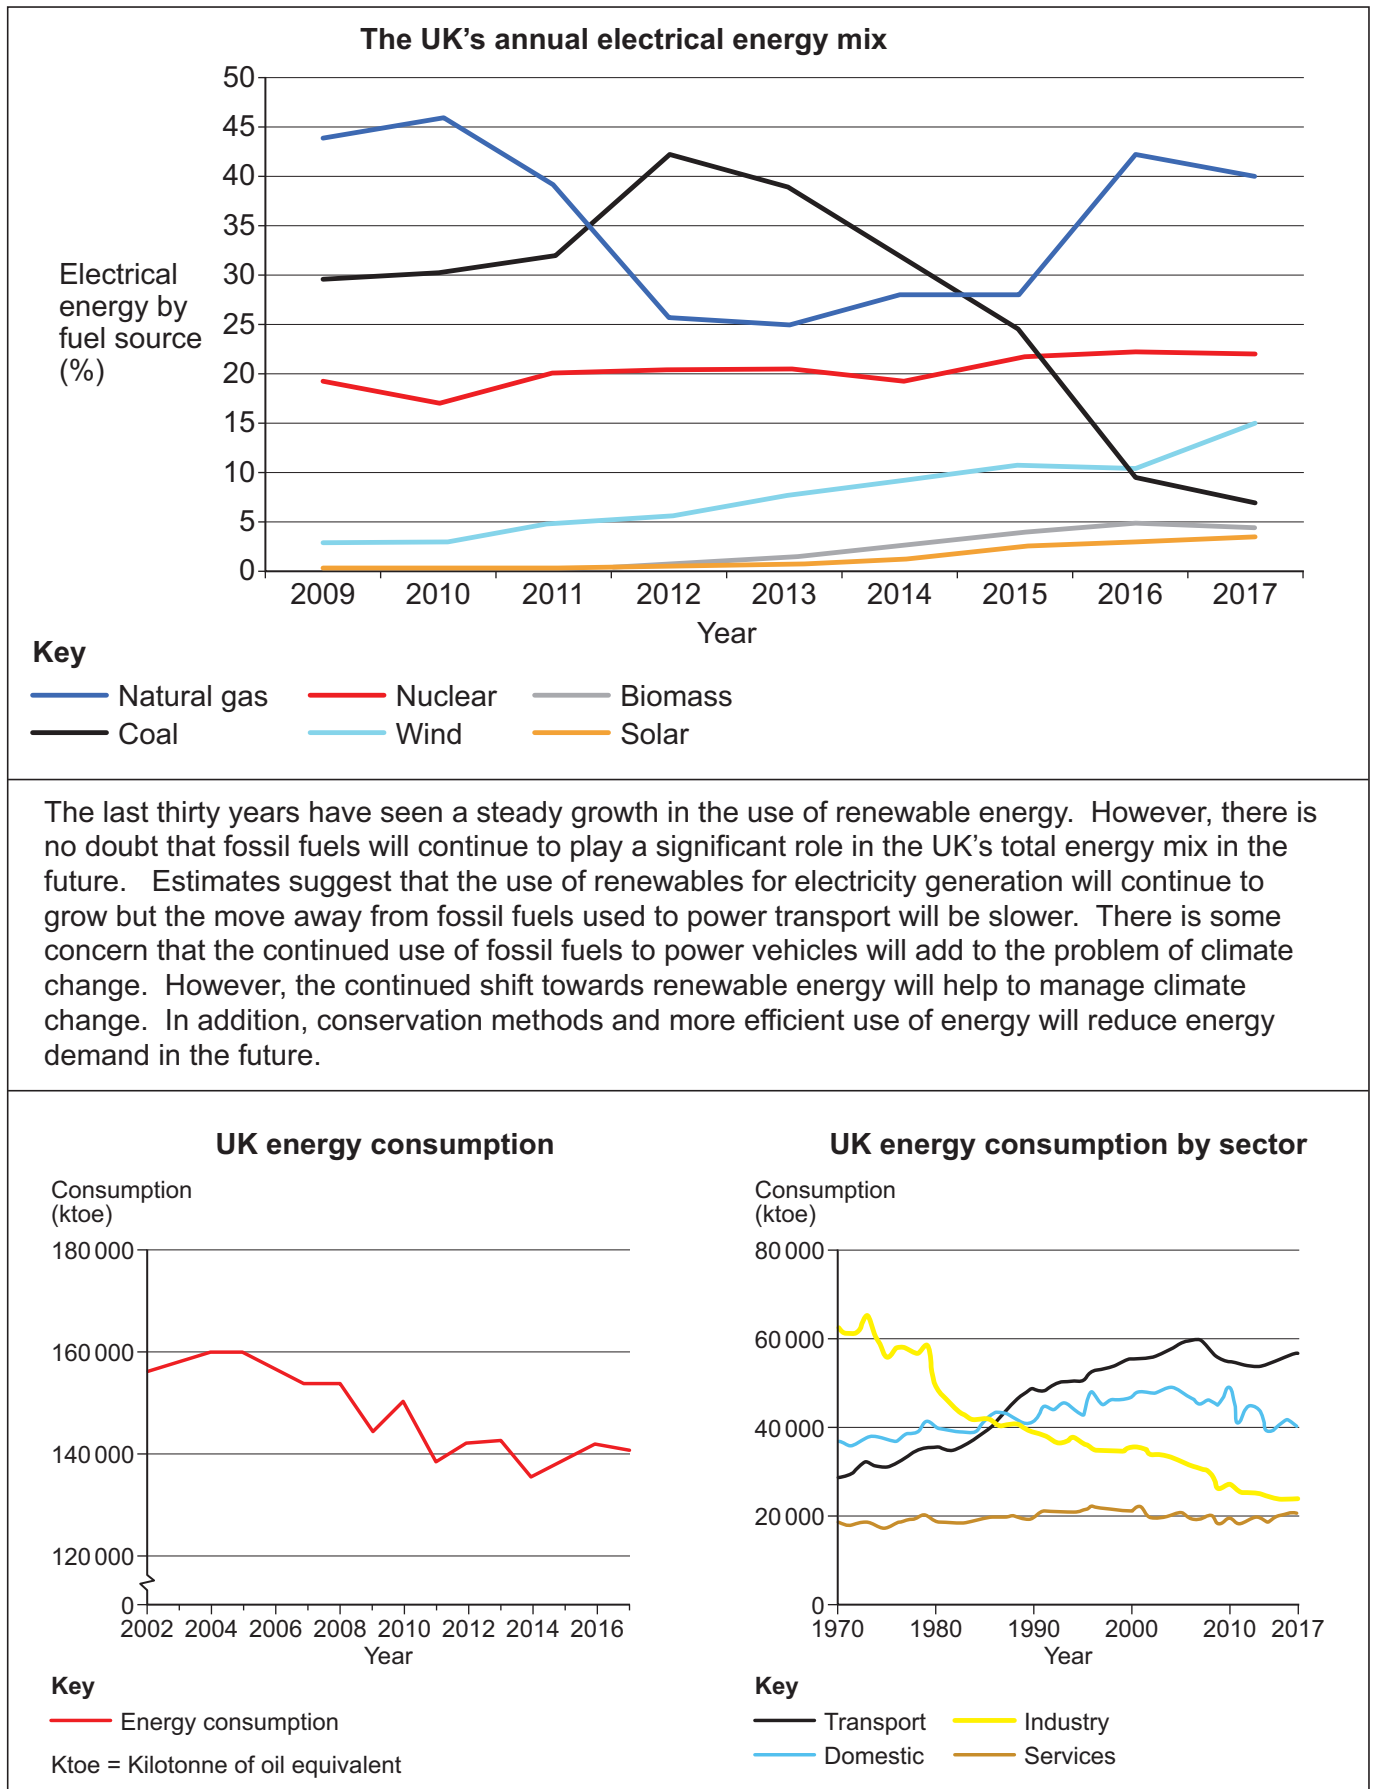 The UK’s annual electrical energy mix
50
45
40
35
30
25
20
15
10
5
0
Electrical
energy by
fuel source
(%)
2009 2010 2011 2012 2013 2014 2015 2016 2017
Year
Key
Natural gas Nuclear Biomass
Coal Wind Solar
The last thirty years have seen a steady growth in the use of renewable energy. However, there is
no doubt that fossil fuels will continue to play a significant role in the UK’s total energy mix in the
future. Estimates suggest that the use of renewables for electricity generation will continue to
grow but the move away from fossil fuels used to power transport will be slower. There is some
concern that the continued use of fossil fuels to power vehicles will add to the problem of climate
change. However, the continued shift towards renewable energy will help to manage climate
change. In addition, conservation methods and more efficient use of energy will reduce energy
demand in the future.
UK energy consumption
Consumption
(ktoe)
180 000
160 000
140 000
120 000
0
2002 2004 2006 2008 2010 2012 2014 2016
Year
Key
Energy consumption
Ktoe = Kilotonne of oil equivalent
UK energy consumption by sector
Consumption
(ktoe)
80 000
60 000
40 000
20 000
0
1970 1980 1990 2000 2010 2017
Year
Key
Transport Industry
Domestic Services